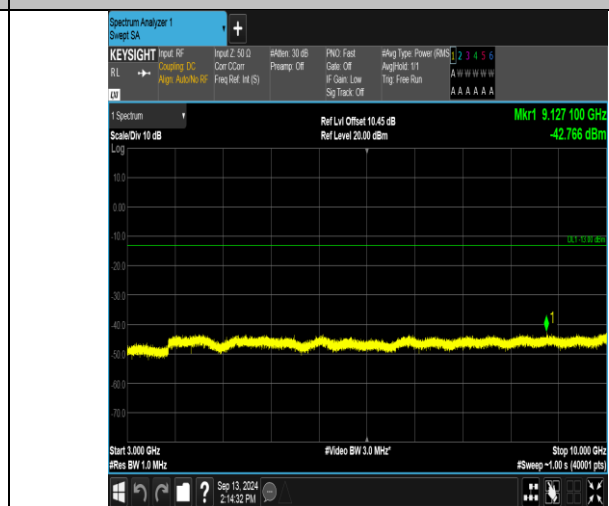 Spectrum Analyzer 1
Swept SA
+
KEYSIGHT
RL
LXI
Input: RF
Coupling: DC
Align: Auto/No RF
Input Z: 50 Ω
Corr CCorr
Freq Ref: Int (S)
#Atten: 30 dB
Preamp: Off
PNO: Fast
Gate: Off
IF Gain: Low
Sig Track: Off
#Avg Type: Power (RMS
Avg|Hold: 1/1
Trig: Free Run
1 2 3 4 5 6
A W W W W W
A A A A A A
1 Spectrum
Scale/Div 10 dB
Log
Ref Lvl Offset 10.45 dB
Ref Level 20.00 dBm
Mkr1 9.127 100 GHz
-42.766 dBm
10.0
0.00
-10.0
DL1 -13.00 dBm
-20.0
-30.0
-40.0
1
-50.0
-60.0
-70.0
Start 3.000 GHz
#Res BW 1.0 MHz
#Video BW 3.0 MHz*
Stop 10.000 GHz
#Sweep ~1.00 s (40001 pts)
?
Sep 13, 2024
2:14:32 PM